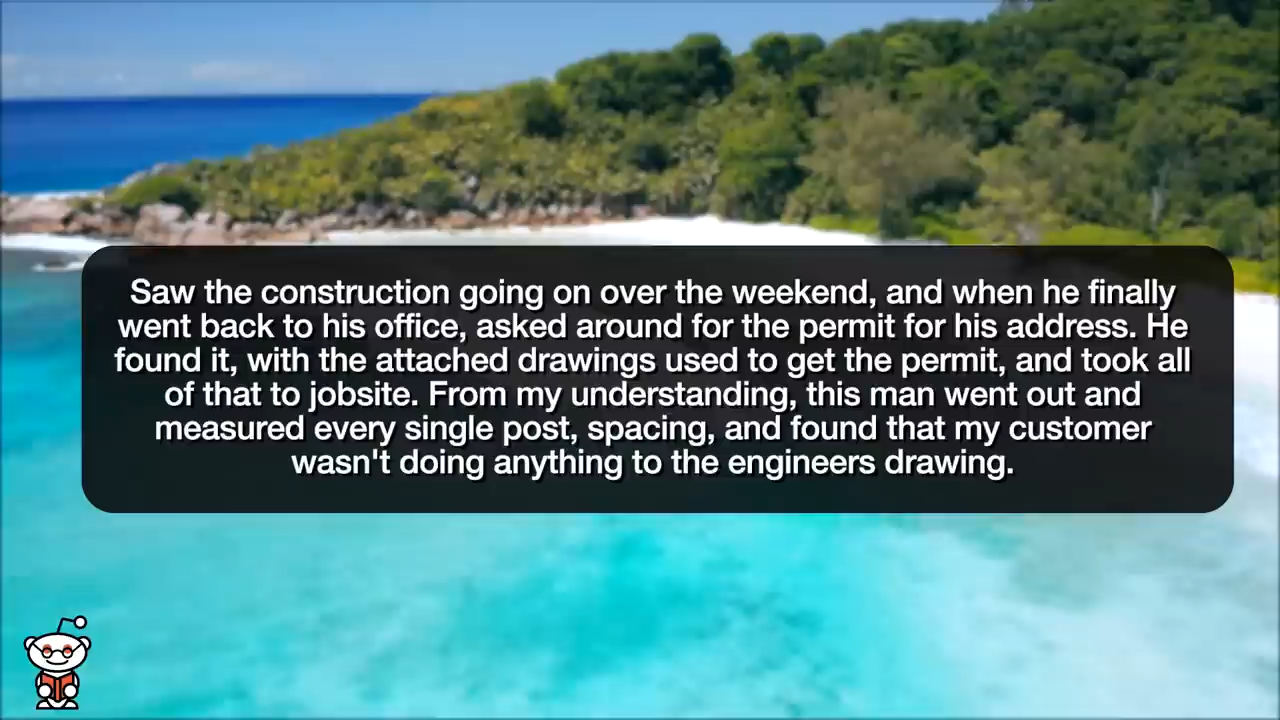 Saw the construction going on over the weekend, and when he finally
went back to his office, asked around for the permit for his address. He
found it, with the attached drawings used to get the permit, and took all
of that to jobsite. From my understanding, this man went out and
measured every single post, spacing, and found that my customer
wasn't doing anything to the engineers drawing.